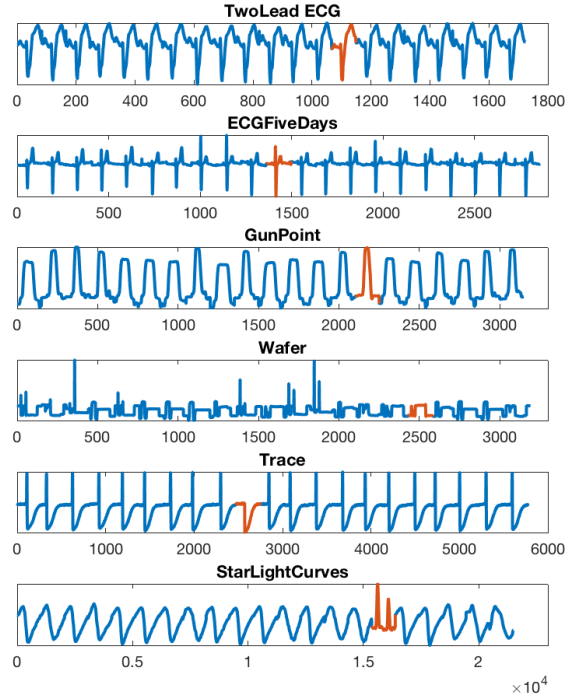 TwoLead ECG
0 200 400 600 800 1000 1200 1400 1600 1800
ECGFiveDays
0 500 1000 1500 2000 2500
GunPoint
0 500 1000 1500 2000 2500 3000
Wafer
0 500 1000 1500 2000 2500 3000
Trace
0 1000 2000 3000 4000 5000 6000
StarLightCurves
0 0.5 1 1.5 2
×10⁴